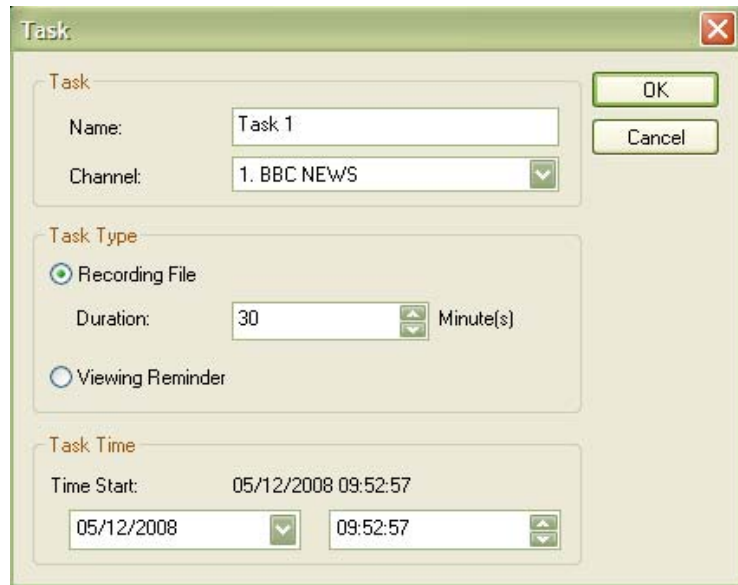 Task
Task
Name: Task 1
Channel: 1. BBC NEWS
OK
Cancel
Task Type
Recording File
Duration: 30 Minute(s)
Viewing Reminder
Task Time
Time Start: 05/12/2008 09:52:57
05/12/2008 09:52:57